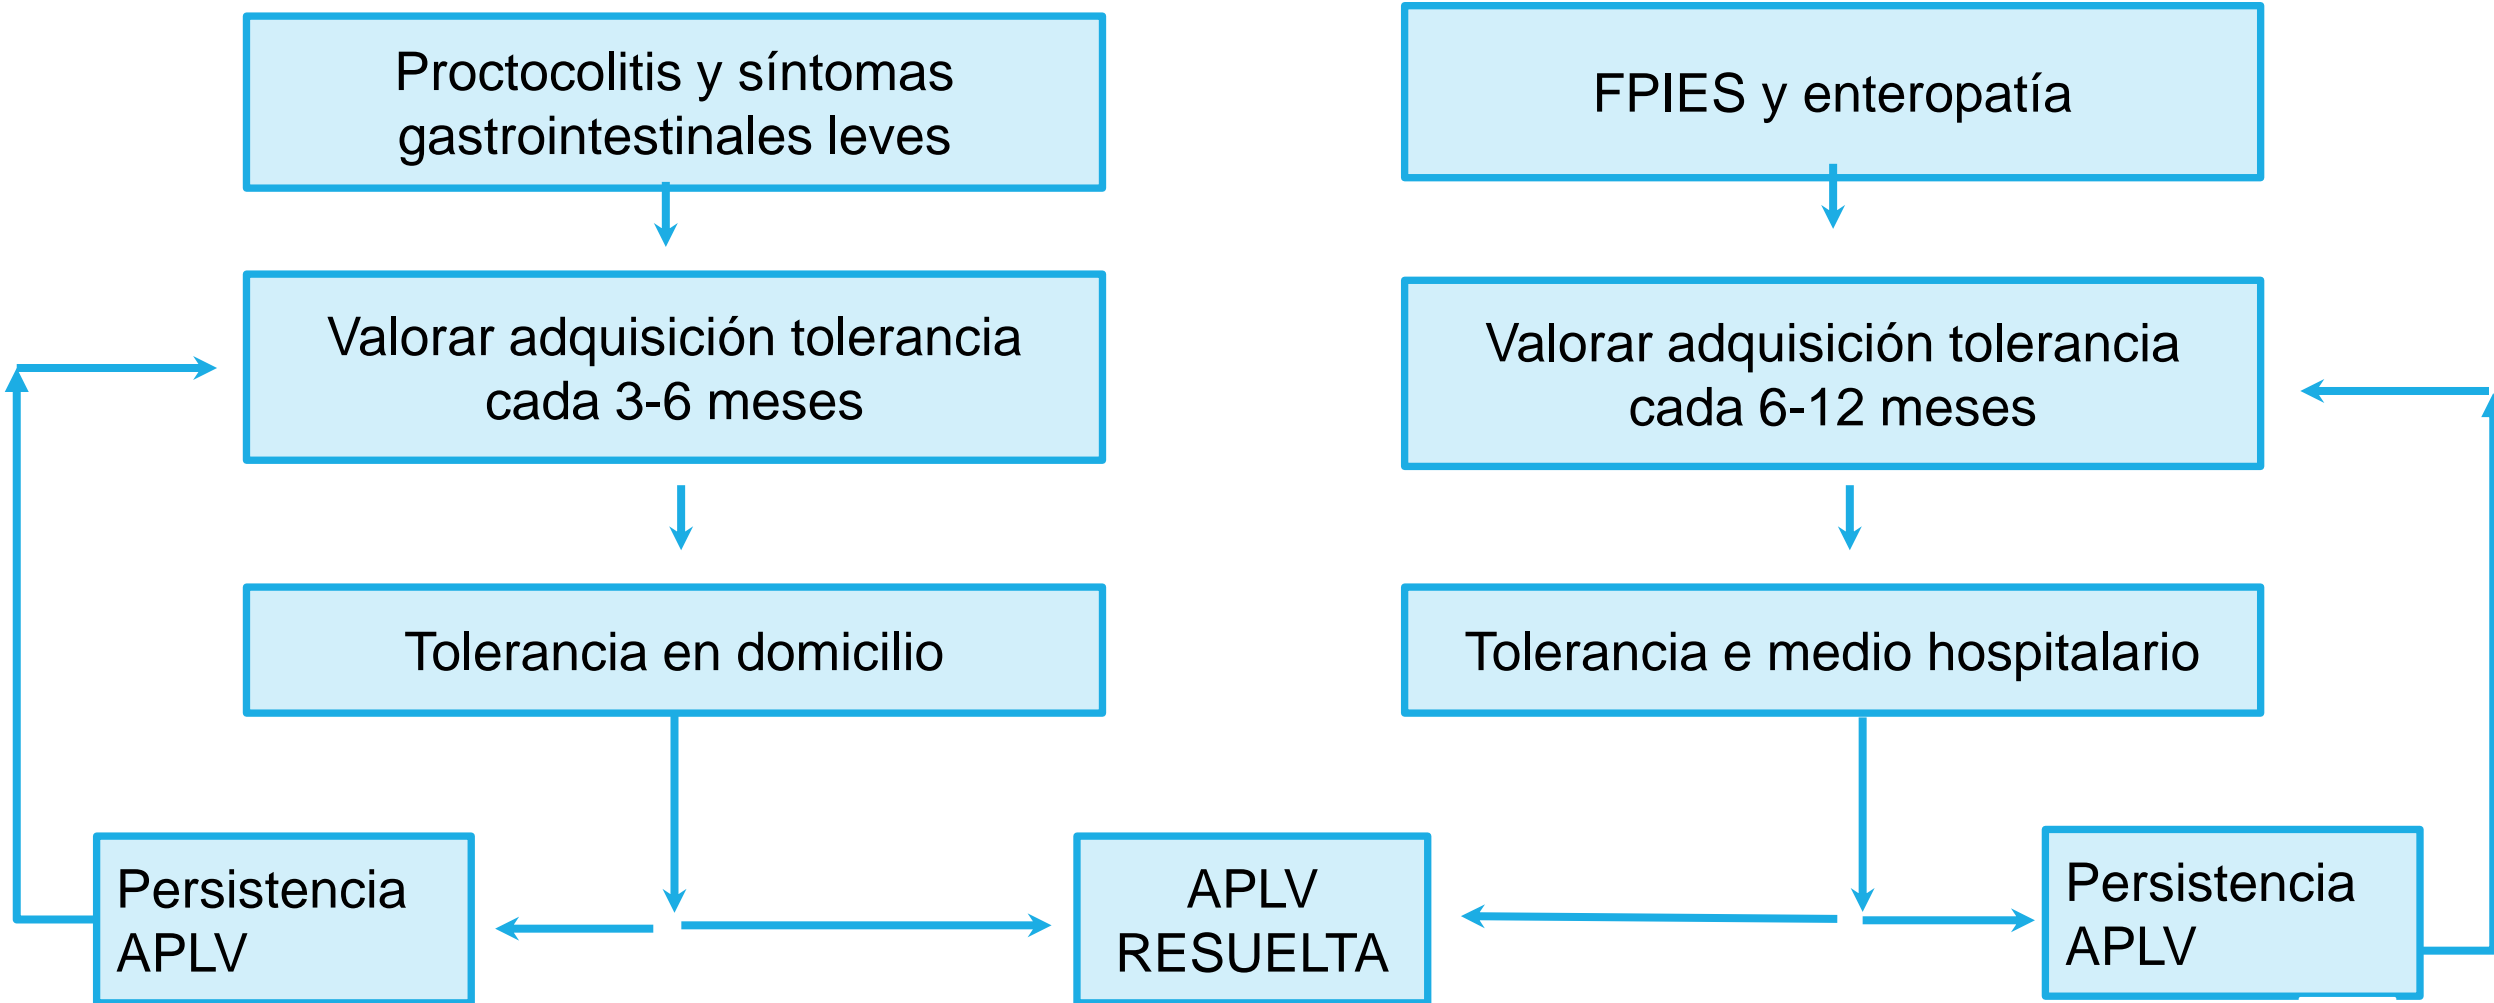 Proctocolitis y síntomas
gastrointesinales leves
FPIES y enteropatía
Valorar adquisición tolerancia
cada 3-6 meses
Valorar adquisición tolerancia
cada 6-12 meses
Tolerancia en domicilio
Tolerancia e medio hospitalario
Persistencia
APLV
APLV
RESUELTA
Persistencia
APLV